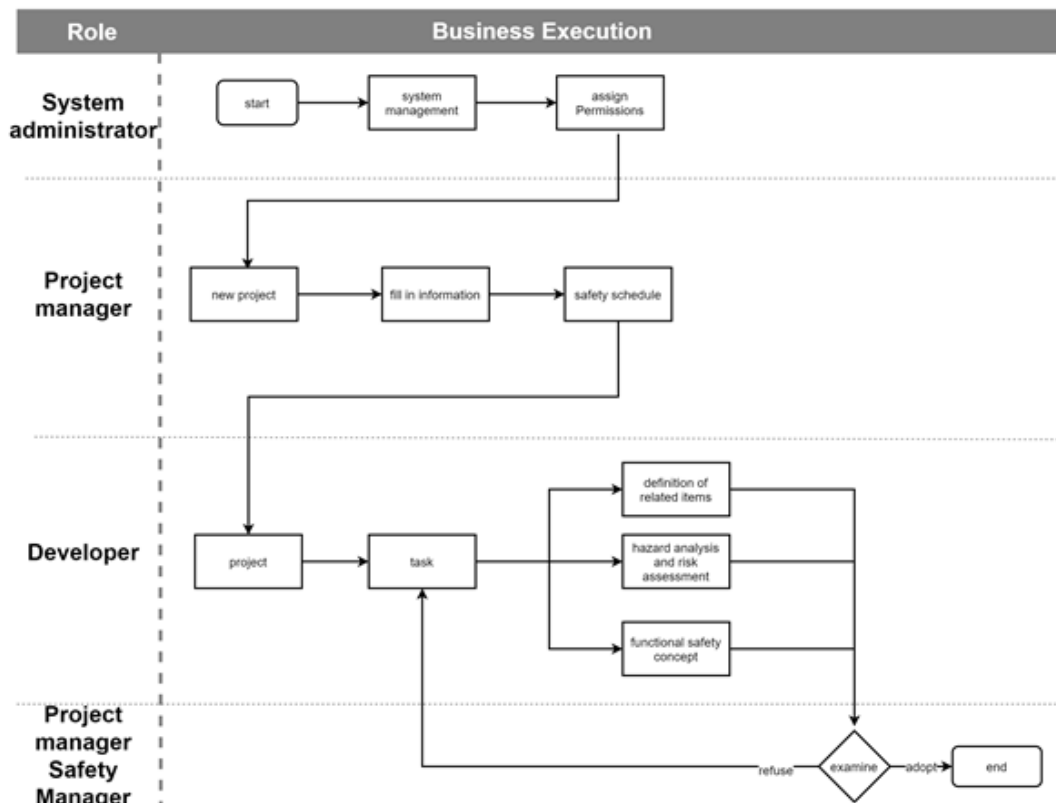 Role
Business Execution
System
administrator
start
system
management
assign
Permissions
Project
manager
new project
fill in information
safety schedule
Developer
project
task
definition of
related items
hazard analysis
and risk
assessment
functional safety
concept
Project
manager
Safety
Manager
refuse
examine
adopt
end